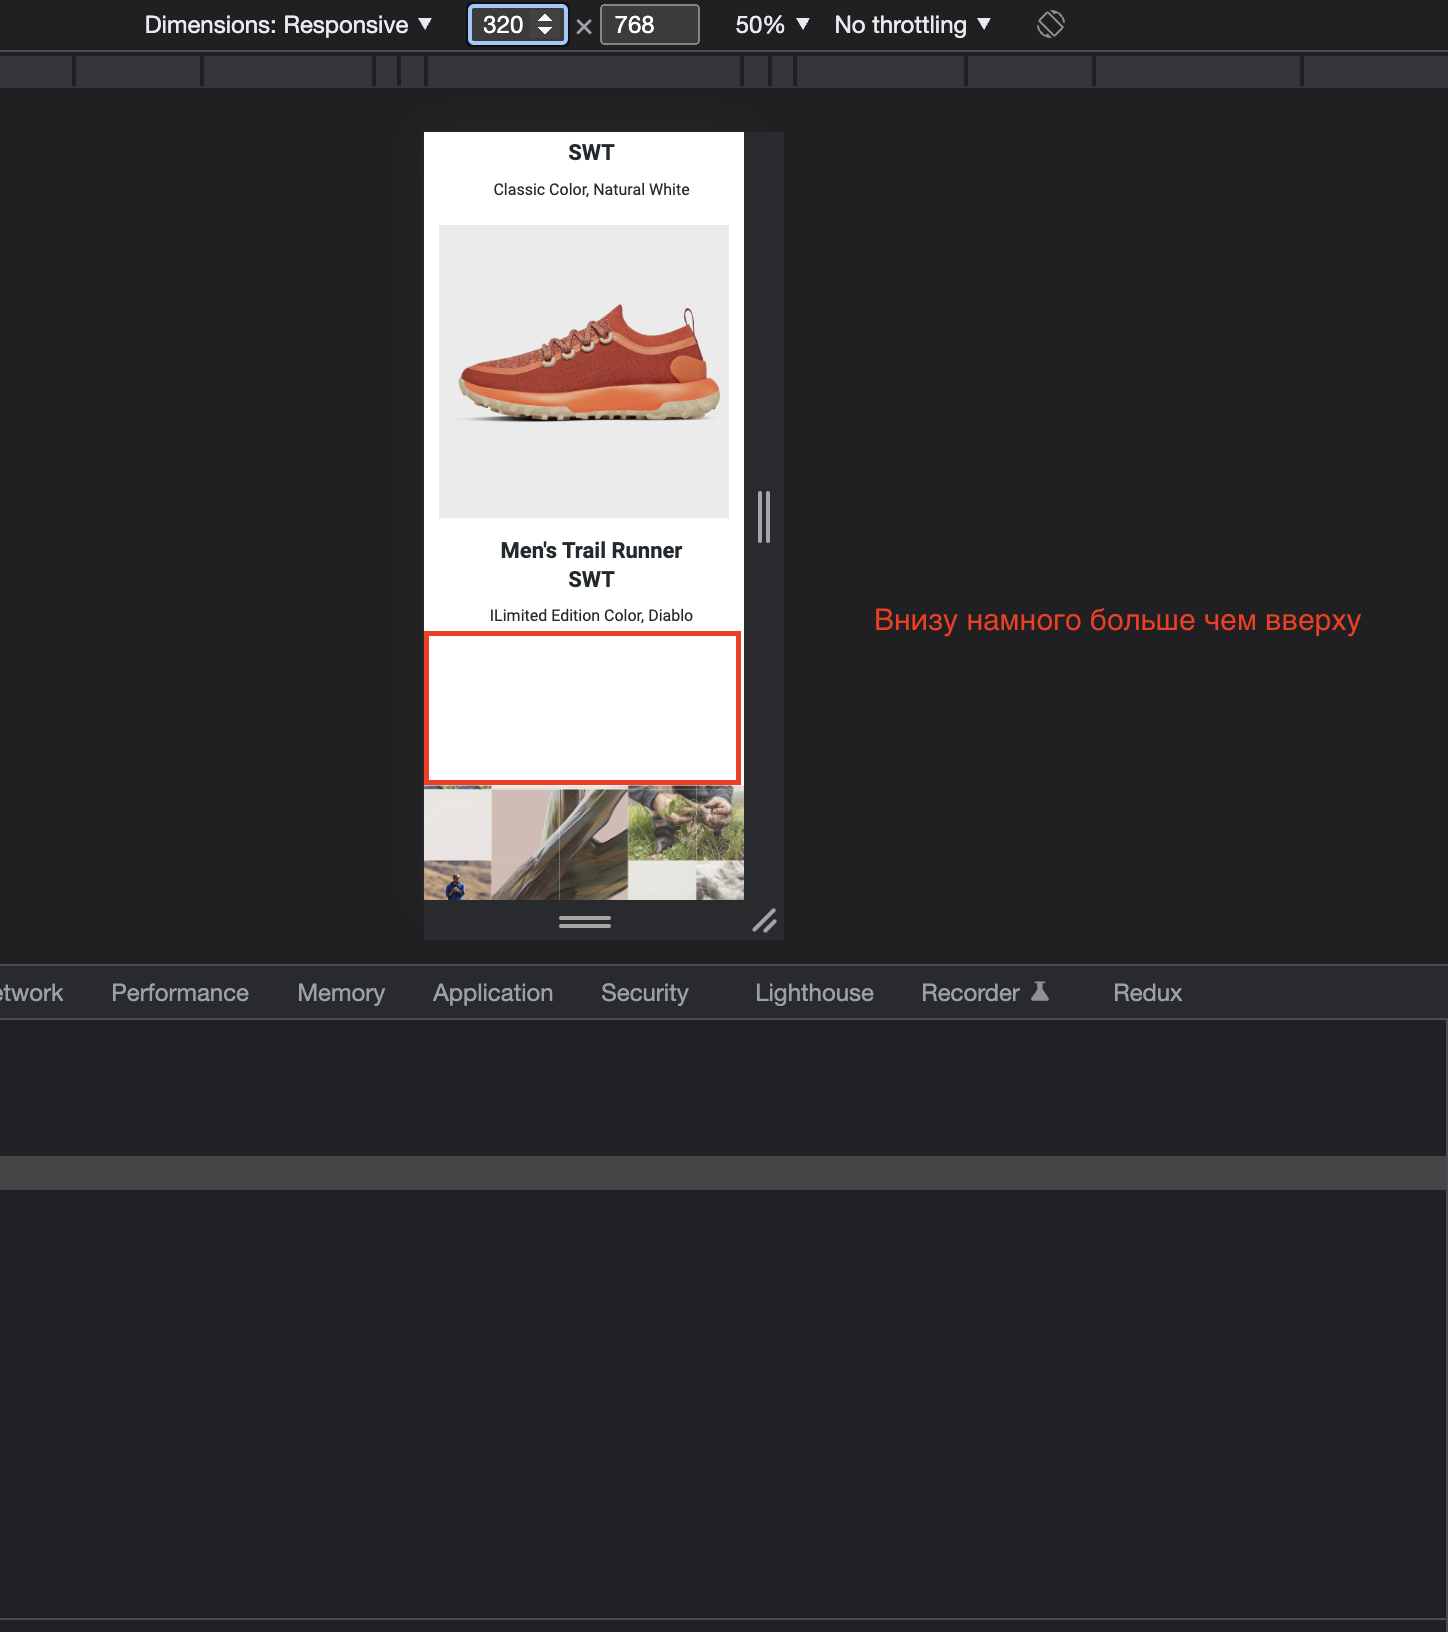 Dimensions: Responsive ▼ 320 × 768 50% ▼ No throttling ▼
SWT
Classic Color, Natural White
Men's Trail Runner
SWT
ILimited Edition Color, Diablo
Внизу намного больше чем вверху
etwork Performance Memory Application Security Lighthouse Recorder Redux